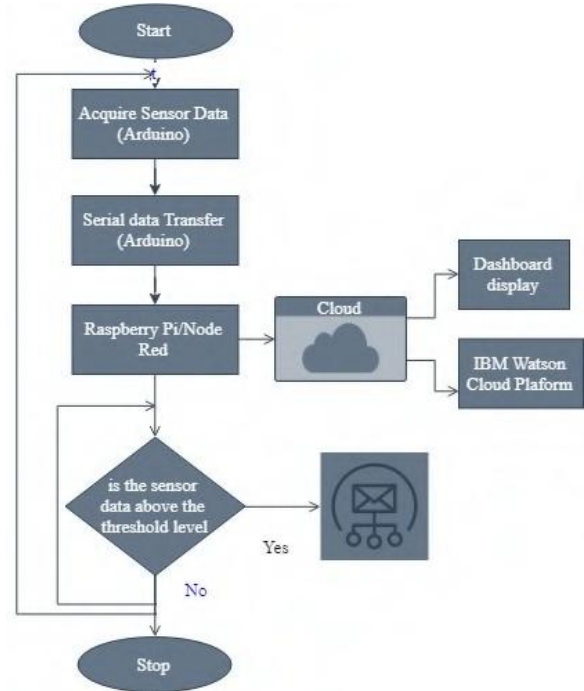 Start
t
Acquire Sensor Data
(Arduino)
Serial data Transfer
(Arduino)
Raspberry Pi/Node
Red
Cloud
Dashboard
display
IBM Watson
Cloud Plaform
is the sensor
data above the
threshold level
Yes
No
Stop